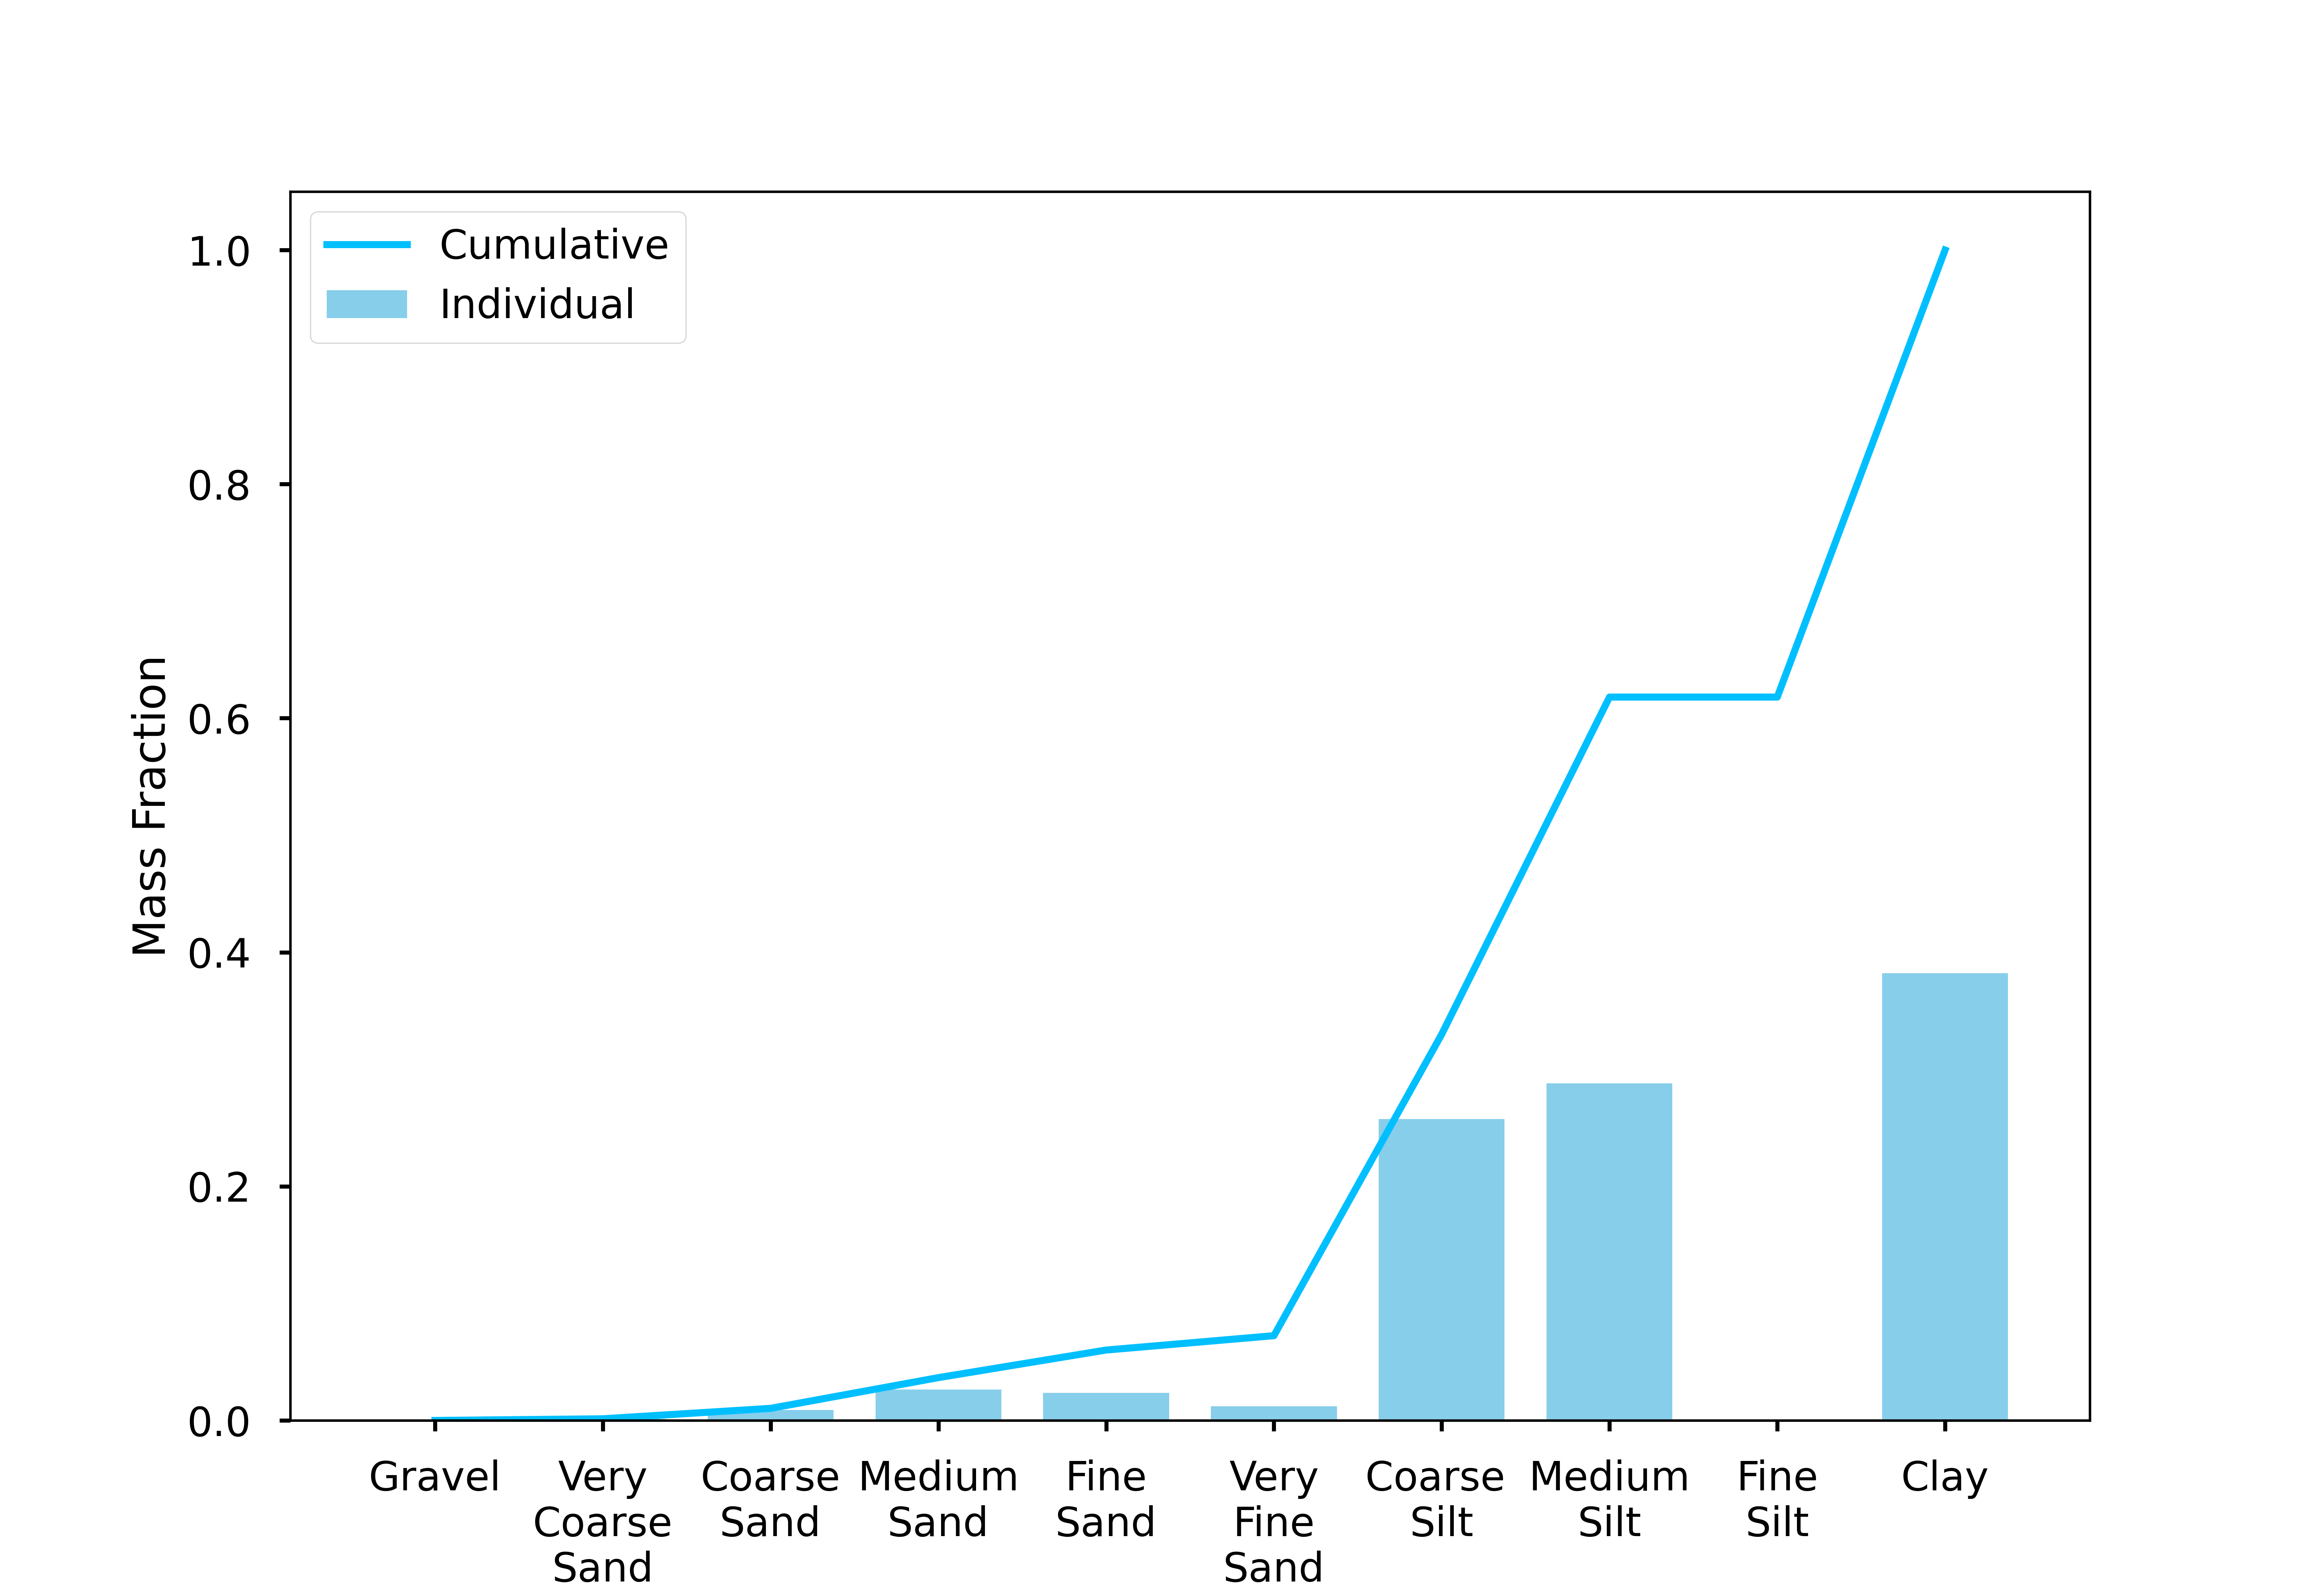 Cumulative
Individual
1.0
0.8
0.6
0.4
0.2
0.0
Mass Fraction
Gravel
Very
Coarse
Sand
Coarse
Sand
Medium
Sand
Fine
Sand
Very
Fine
Sand
Coarse
Silt
Medium
Silt
Fine
Silt
Clay